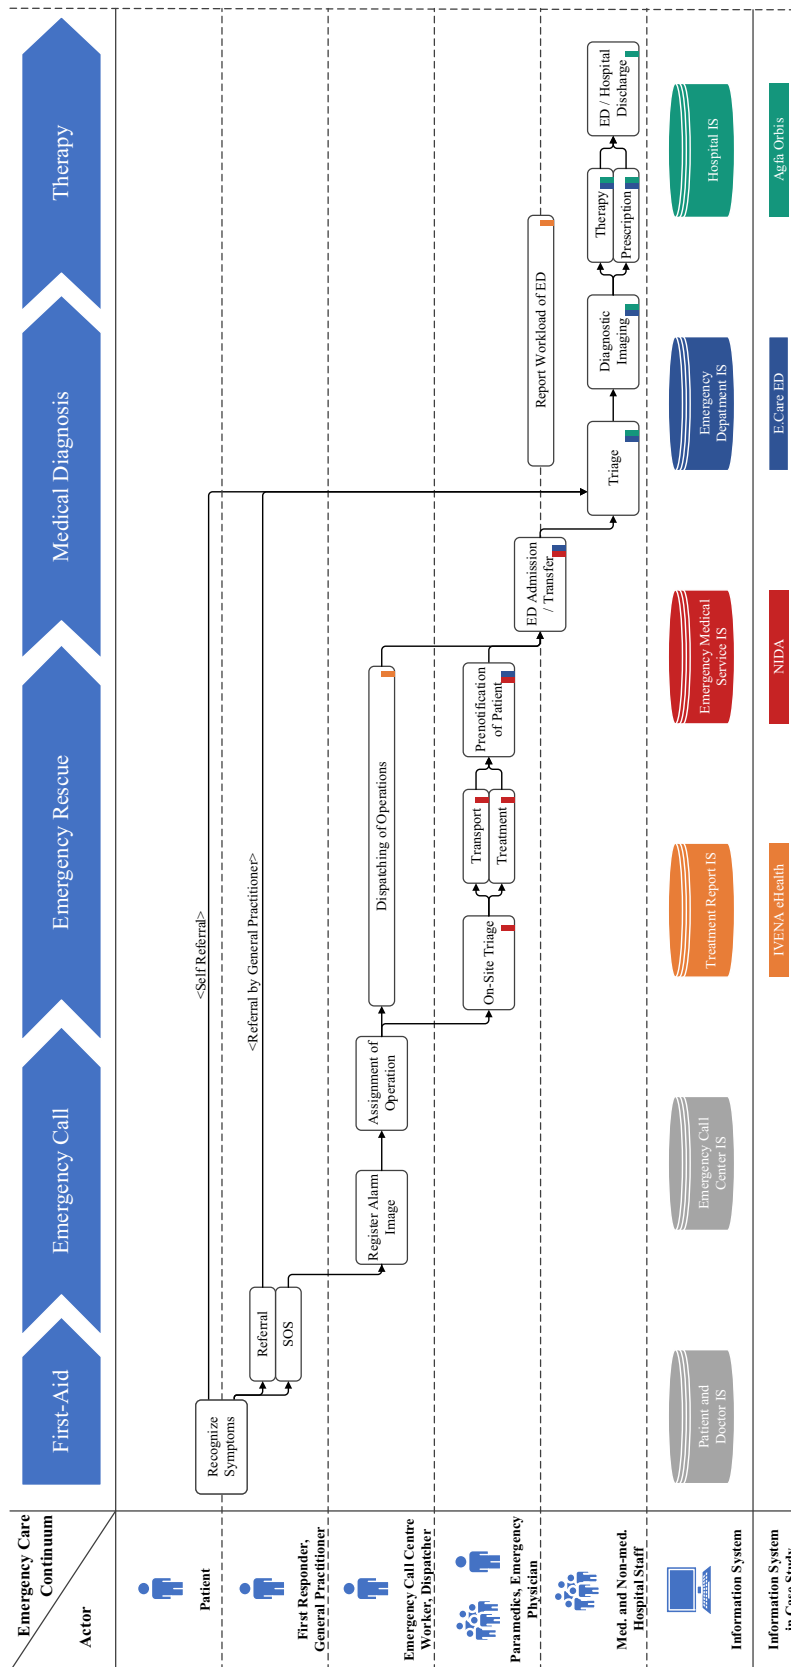 Emergency Care
Continuum
Actor
First-Aid
Emergency Call
Emergency Rescue
Medical Diagnosis
Therapy
Patient
Recognize
Symptoms
<Self Referral>
First Responder,
General Practitioner
Referral
SOS
<Referral by General Practitioner>
Emergency Call Centre
Worker, Dispatcher
Register Alarm
Image
Assignment of
Operation
Dispatching of Operations
Paramedics, Emergency
Physician
On-Site Triage
Transport
Treatment
Prenotification
of Patient
ED Admission
/ Transfer
Report Workload of ED
Med. and Non-med.
Hospital Staff
Triage
Diagnostic
Imaging
Therapy
Prescription
ED / Hospital
Discharge
Information System
Patient and
Doctor IS
Emergency Call
Center IS
Treatment Report IS
Emergency Medical
Service IS
Emergency
Depatment IS
Hospital IS
Information System
in Case Study
IVENA eHealth
NIDA
E.Care ED
Agfa Orbis